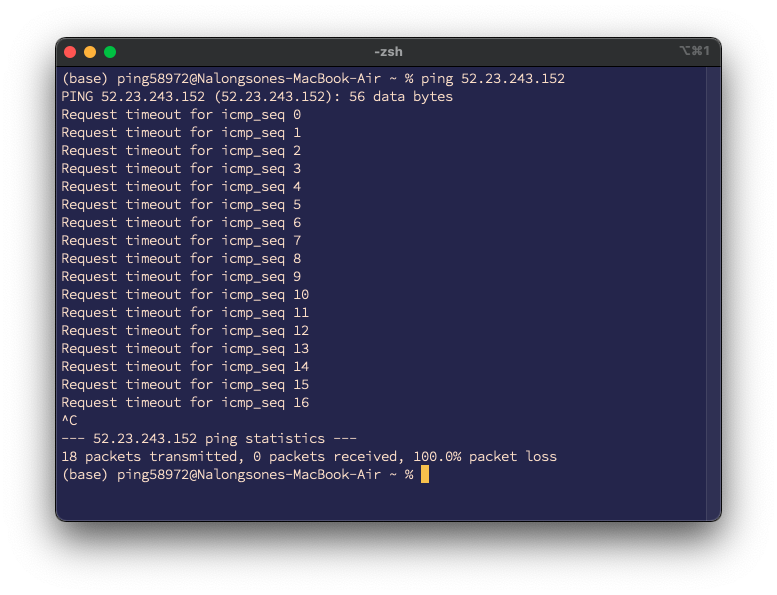 -zsh
⌥⌘1
(base) ping58972@Nalongsones-MacBook-Air ~ % ping 52.23.243.152
PING 52.23.243.152 (52.23.243.152): 56 data bytes
Request timeout for icmp_seq 0
Request timeout for icmp_seq 1
Request timeout for icmp_seq 2
Request timeout for icmp_seq 3
Request timeout for icmp_seq 4
Request timeout for icmp_seq 5
Request timeout for icmp_seq 6
Request timeout for icmp_seq 7
Request timeout for icmp_seq 8
Request timeout for icmp_seq 9
Request timeout for icmp_seq 10
Request timeout for icmp_seq 11
Request timeout for icmp_seq 12
Request timeout for icmp_seq 13
Request timeout for icmp_seq 14
Request timeout for icmp_seq 15
Request timeout for icmp_seq 16
^C
--- 52.23.243.152 ping statistics ---
18 packets transmitted, 0 packets received, 100.0% packet loss
(base) ping58972@Nalongsones-MacBook-Air ~ %